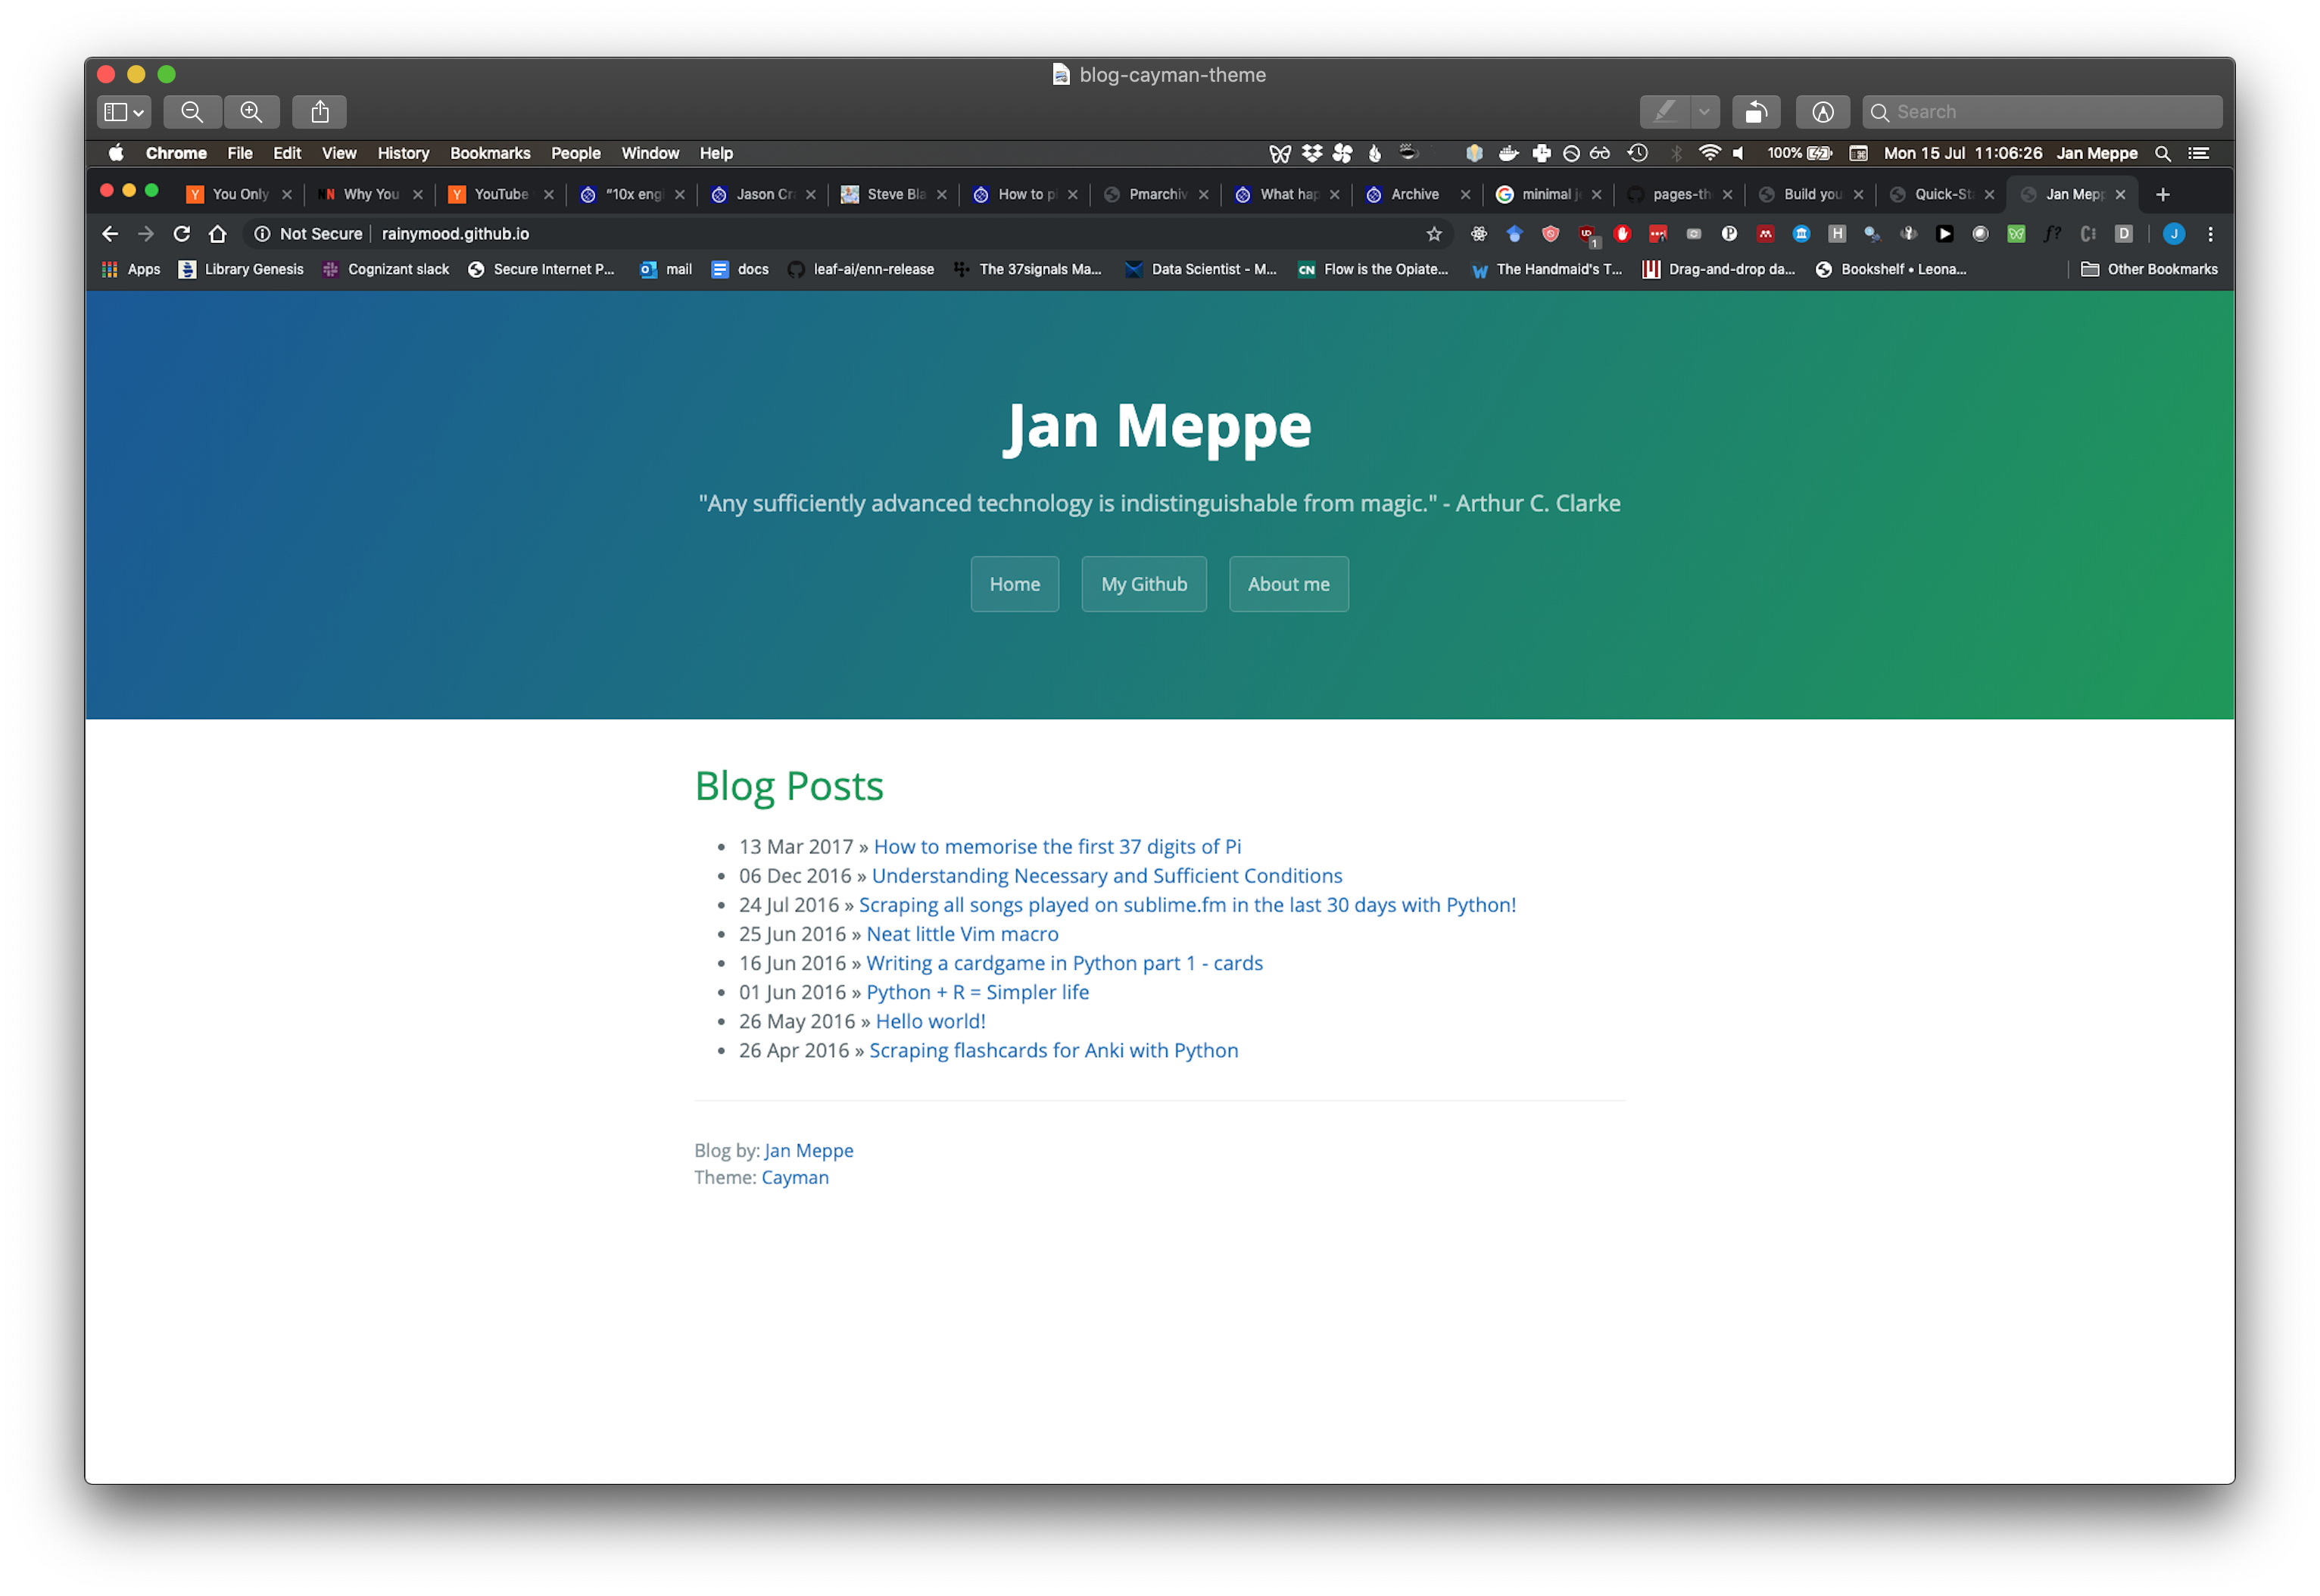 blog-cayman-theme
Search
Chrome File Edit View History Bookmarks People Window Help 100% Mon 15 Jul 11:06:26 Jan Meppe
You Only NN Why You YouTube "10x engi Jason Cra Steve Bla How to pi Pmarchiv What hap Archive minimal pages-th Build you Quick-St Jan Mepp
Not Secure rainymood.github.io
Apps Library Genesis Cognizant slack Secure Internet P... mail docs leaf-ai/enn-release The 37signals Ma... Data Scientist - M... CN Flow is the Opiate... The Handmaid's T... Drag-and-drop da... Bookshelf • Leona... Other Bookmarks
Jan Meppe
"Any sufficiently advanced technology is indistinguishable from magic." - Arthur C. Clarke
Home My Github About me
Blog Posts
13 Mar 2017 » How to memorise the first 37 digits of Pi
06 Dec 2016 » Understanding Necessary and Sufficient Conditions
24 Jul 2016 » Scraping all songs played on sublime.fm in the last 30 days with Python!
25 Jun 2016 » Neat little Vim macro
16 Jun 2016 » Writing a cardgame in Python part 1 - cards
01 Jun 2016 » Python + R = Simpler life
26 May 2016 » Hello world!
26 Apr 2016 » Scraping flashcards for Anki with Python
Blog by: Jan Meppe
Theme: Cayman